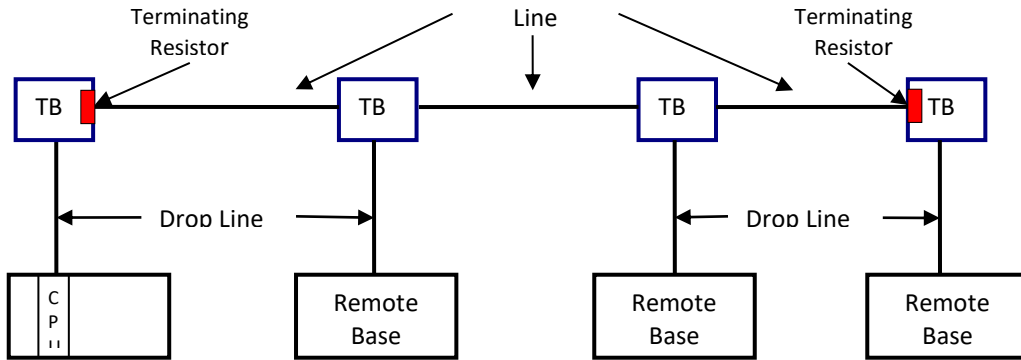 Terminating
Resistor
Line
Terminating
Resistor
TB
TB
TB
TB
Drop Line
Drop Line
C
P
Remote
Base
Remote
Base
Remote
Base